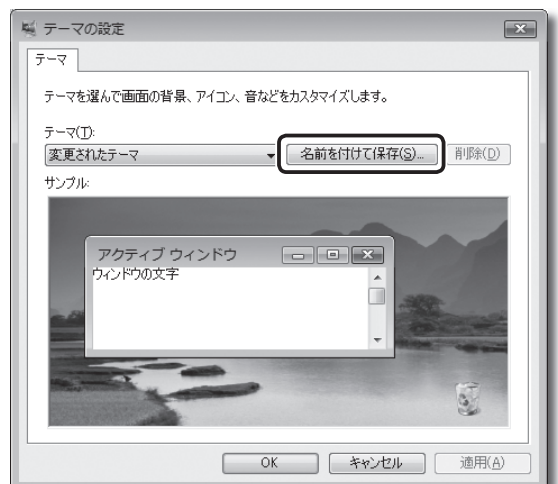 テーマの設定
テーマ
テーマを選んで画面の背景、アイコン、音などをカスタマイズします。
テーマ(T):
変更されたテーマ 名前を付けて保存(S)... 削除(D)
サンプル:
アクティブ ウィンドウ
ウィンドウの文字
OK キャンセル 適用(A)